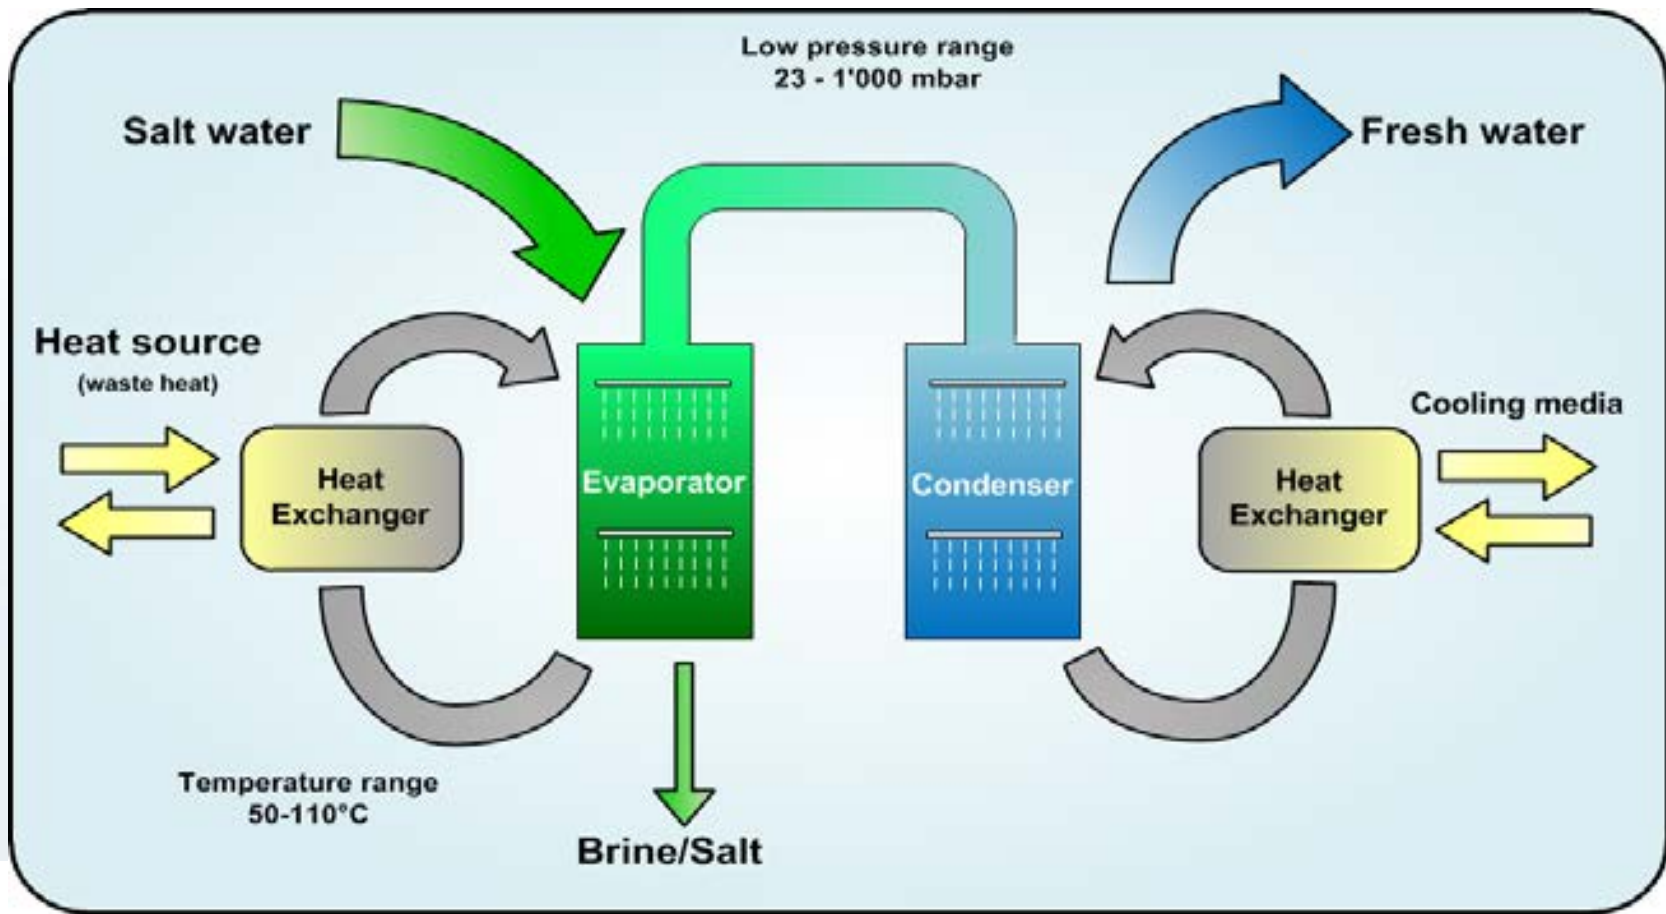 Low pressure range
23 - 1'000 mbar
Salt water
Fresh water
Heat source
(waste heat)
Cooling media
Heat
Exchanger
Evaporator
Condenser
Heat
Exchanger
Temperature range
50-110°C
Brine/Salt